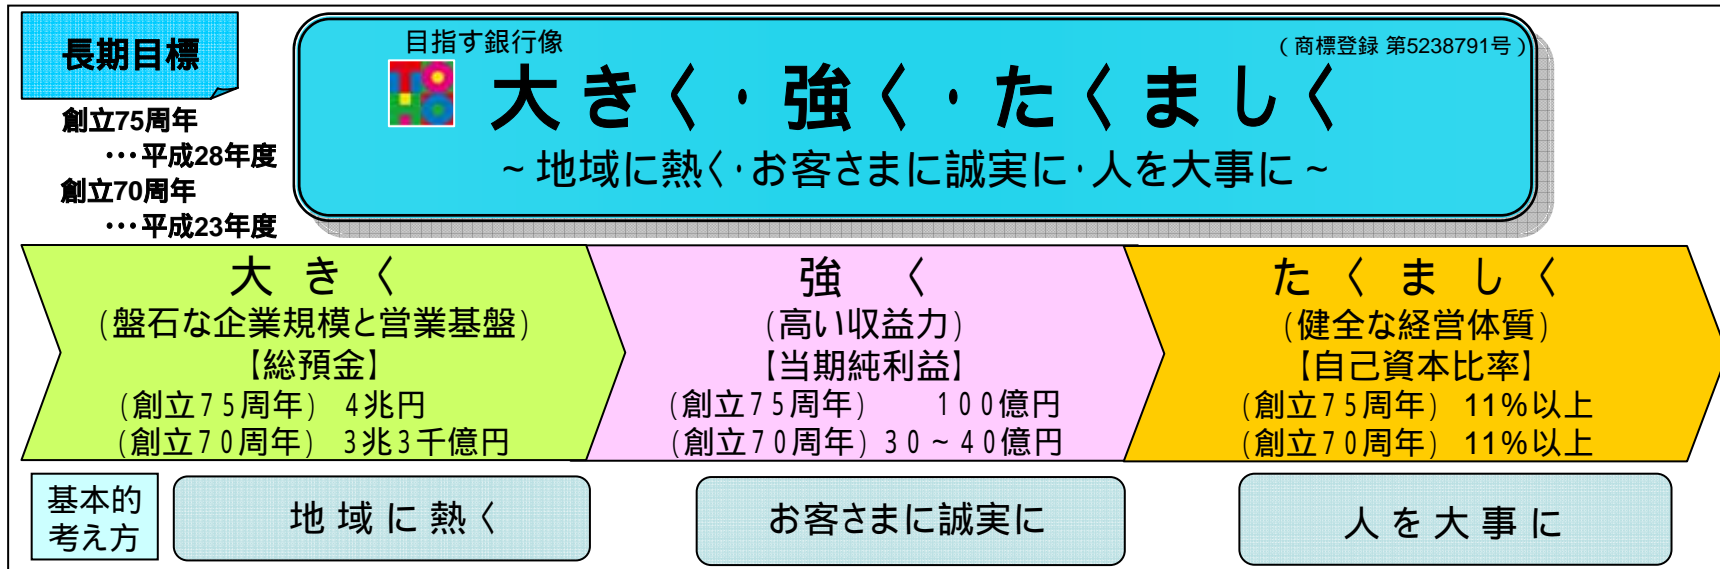 長期目標
創立75周年
…平成28年度
創立70周年
…平成23年度
目指す銀行像
(商標登録 第5238791号)
TOHO
大きく・強く・たくましく
~地域に熱く・お客さまに誠実に・人を大事に~
大きく
(盤石な企業規模と営業基盤)
【総預金】
(創立75周年) 4兆円
(創立70周年) 3兆3千億円
強く
(高い収益力)
【当期純利益】
(創立75周年) 100億円
(創立70周年) 30~40億円
たくましく
(健全な経営体質)
【自己資本比率】
(創立75周年) 11%以上
(創立70周年) 11%以上
基本的
考え方
地域に熱く
お客さまに誠実に
人を大事に